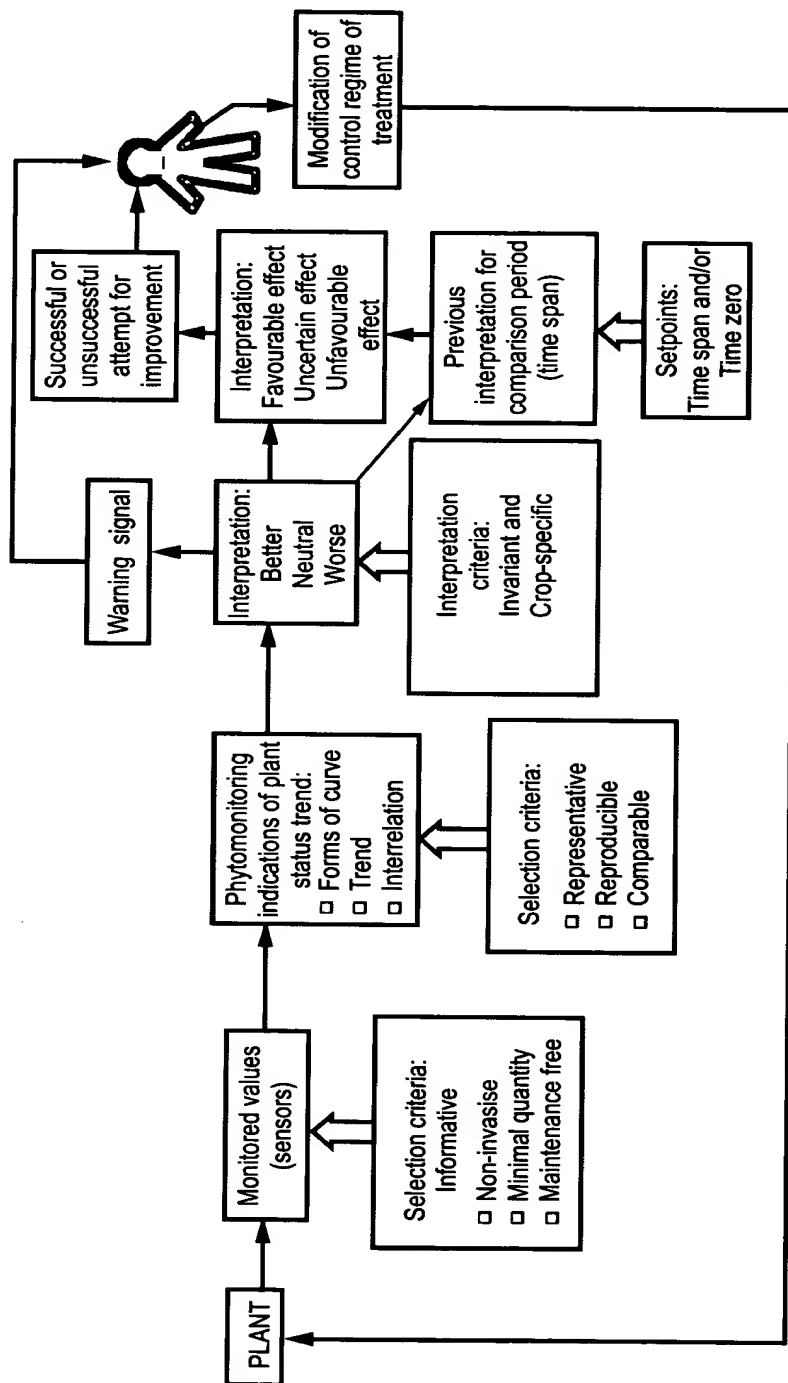 PLANT
Monitored values
(sensors)
Selection criteria:
Informative
□ Non-invasise
□ Minimal quantity
□ Maintenance free
Phytomonitoring
indications of plant
status trend:
□ Forms of curve
□ Trend
□ Interrelation
Selection criteria:
□ Representative
□ Reproducible
□ Comparable
Warning signal
Interpretation:
Better
Neutral
Worse
Interpretation
criteria:
Invariant and
Crop-specific
Successful or
unsuccessful
attempt for
improvement
Interpretation:
Favourable effect
Uncertain effect
Unfavourable
effect
Previous
interpretation for
comparison period
(time span)
Setpoints:
Time span and/or
Time zero
Modification of
control regime of
treatment